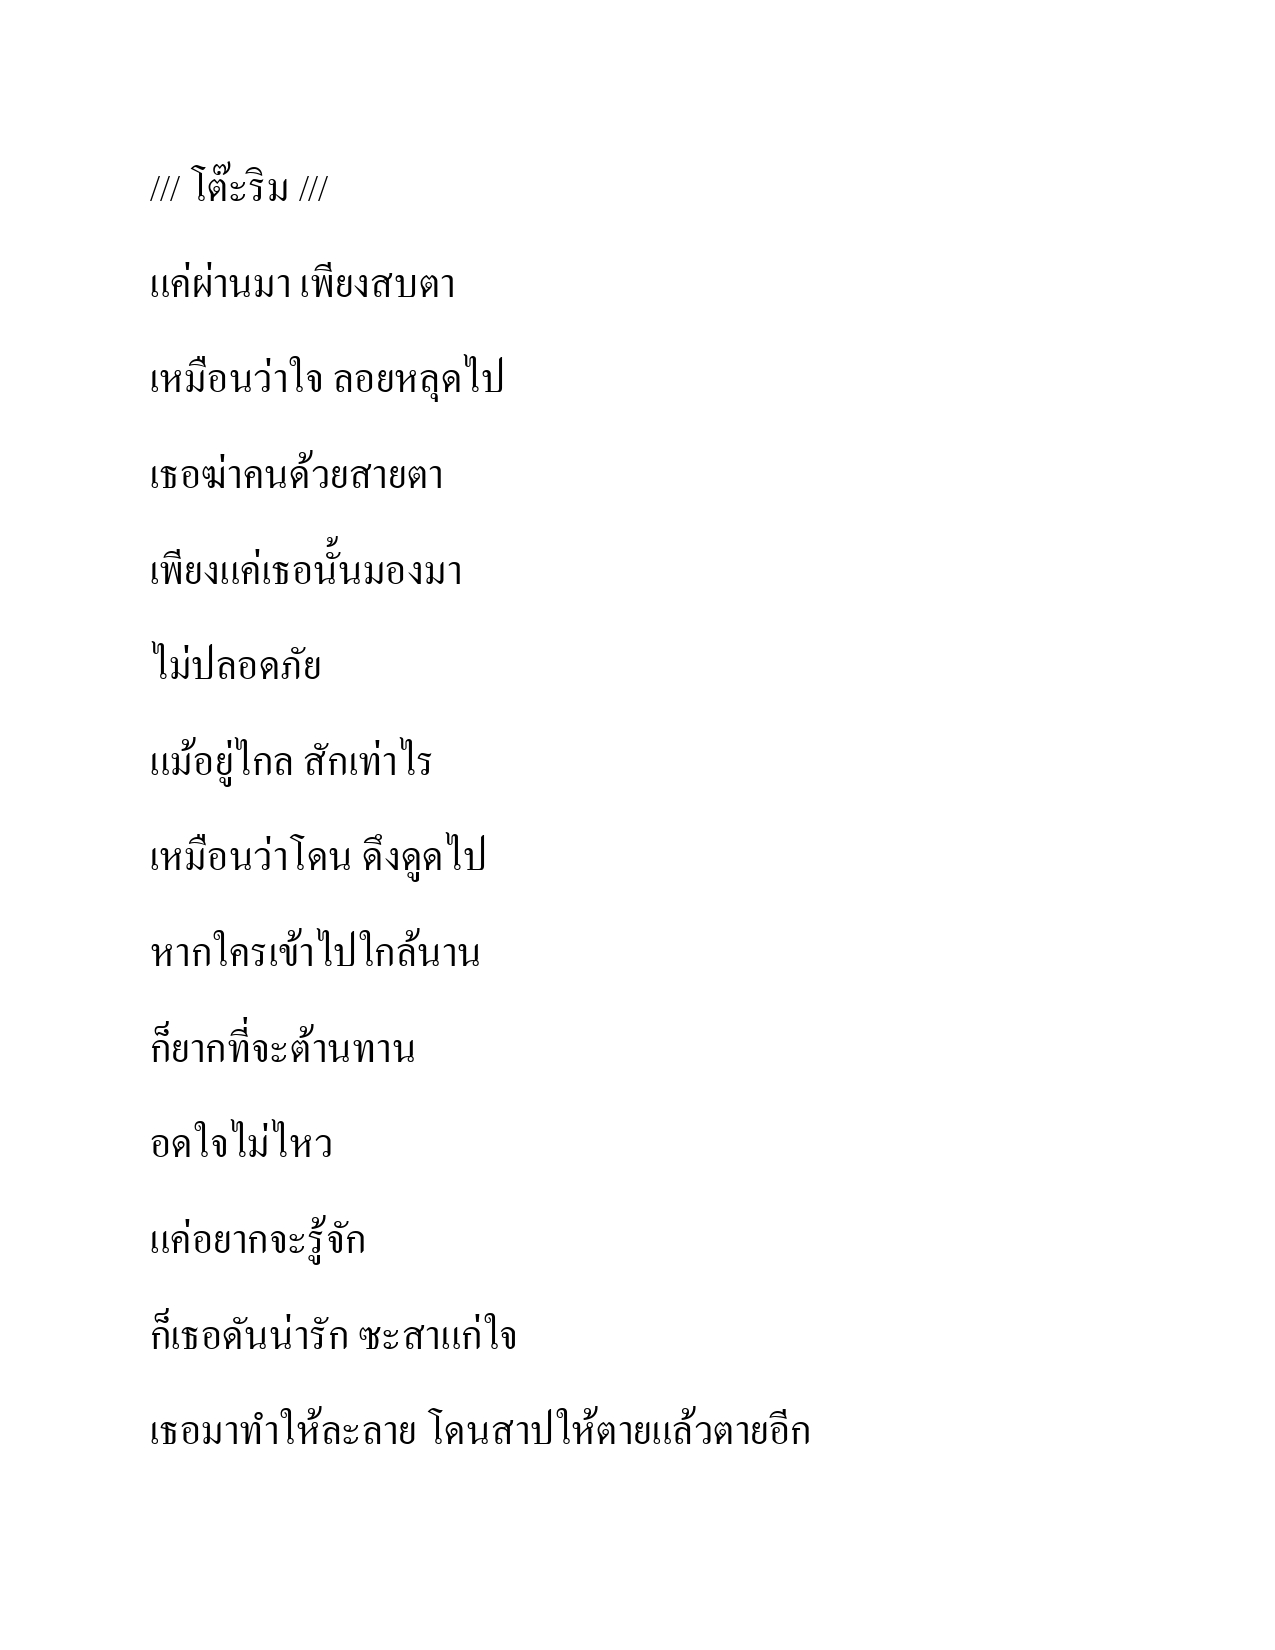 /// โต๊ะริม ///
แค่ผ่านมา เพียงสบตา
เหมือนว่าใจ ลอยหลุดไป
เธอฆ่าคนด้วยสายตา
เพียงแค่เธอนั้นมองมา
ไม่ปลอดภัย
แม้อยู่ไกล สักเท่าไร
เหมือนว่าโดน ดึงดูดไป
หากใครเข้าไปใกล้นาน
ก็ยากที่จะต้านทาน
อดใจไม่ไหว
แค่อยากจะรู้จัก
ก็เธอดันน่ารัก ซะสาแก่ใจ
เธอมาทำให้ละลาย โดนสาปให้ตายแล้วตายอีก